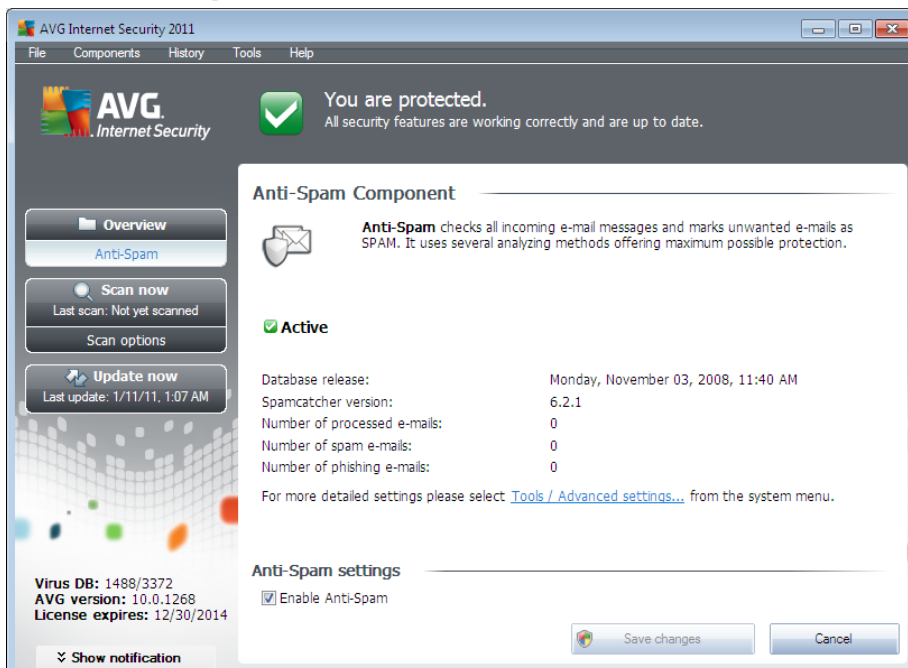 AVG Internet Security 2011
File Components History Tools Help
AVG.
Internet Security
You are protected.
All security features are working correctly and are up to date.
Overview
Anti-Spam
Scan now
Last scan: Not yet scanned
Scan options
Update now
Last update: 1/11/11, 1:07 AM
Virus DB: 1488/3372
AVG version: 10.0.1268
License expires: 12/30/2014
Show notification
Anti-Spam Component
Anti-Spam checks all incoming e-mail messages and marks unwanted e-mails as
SPAM. It uses several analyzing methods offering maximum possible protection.
Active
Database release: Monday, November 03, 2008, 11:40 AM
Spamcatcher version: 6.2.1
Number of processed e-mails: 0
Number of spam e-mails: 0
Number of phishing e-mails: 0
For more detailed settings please select Tools / Advanced settings... from the system menu.
Anti-Spam settings
Enable Anti-Spam
Save changes Cancel